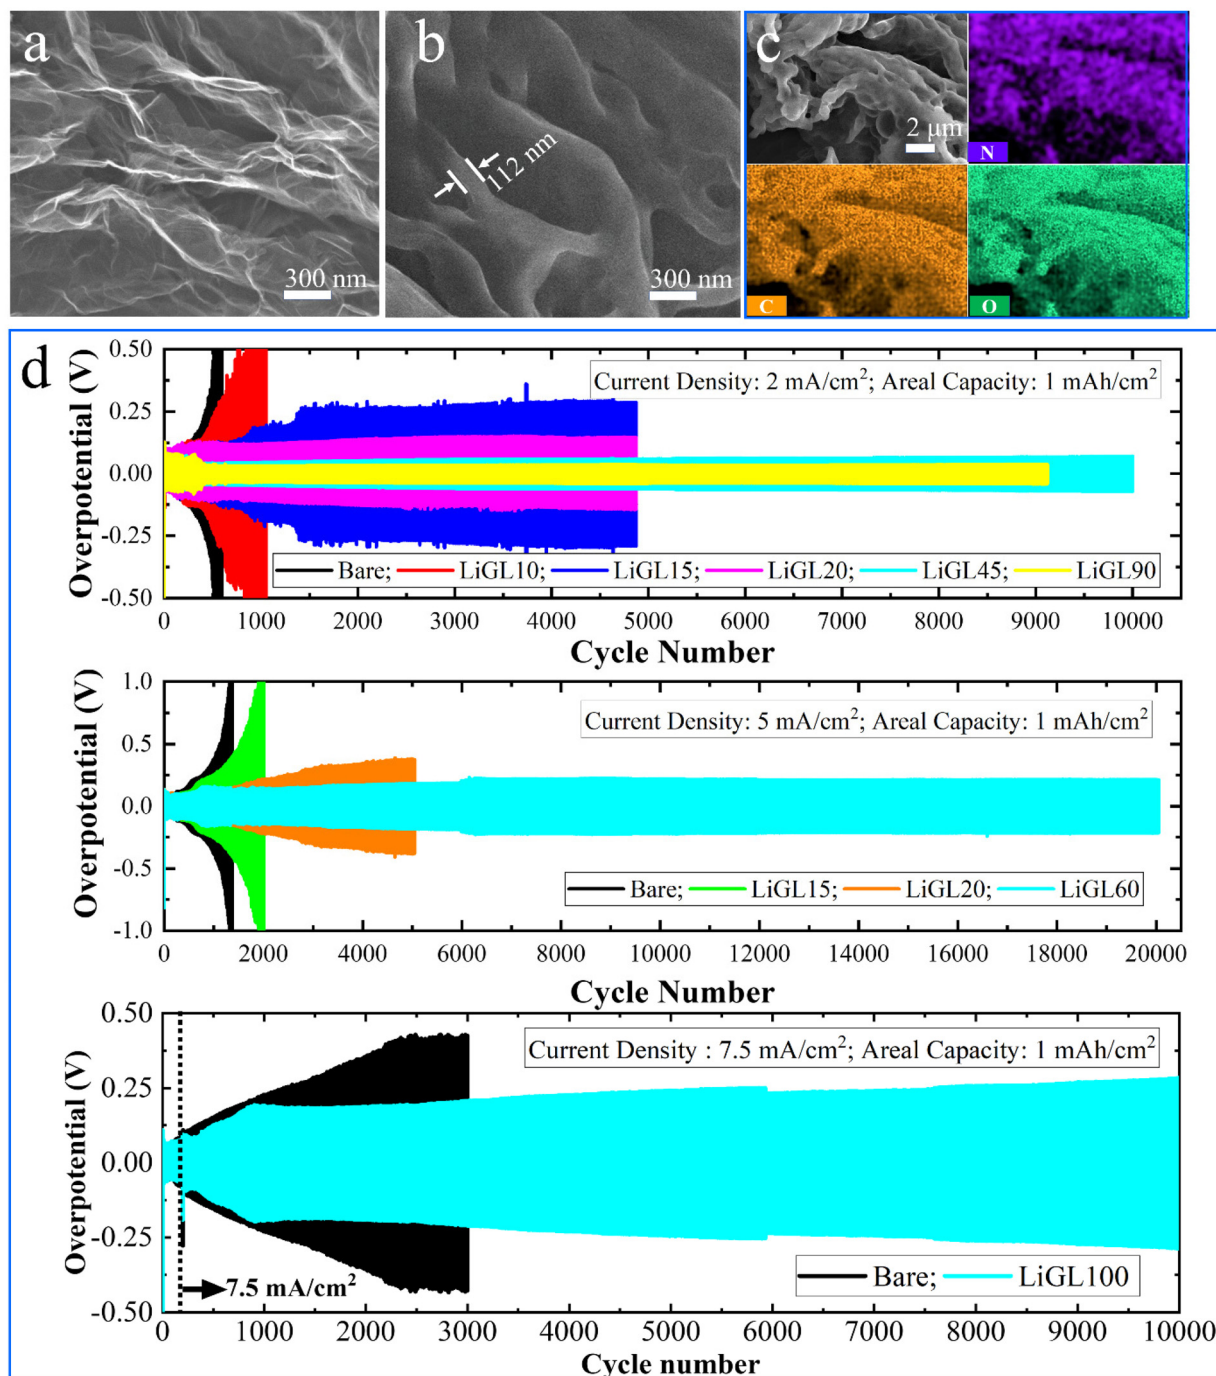 a
300 nm
b
112 nm
300 nm
c
2 μm
N
C
O
d
Overpotential (V)
0.50
0.25
0.00
-0.25
-0.50
Current Density: 2 mA/cm²; Areal Capacity: 1 mAh/cm²
Bare; LiGL10; LiGL15; LiGL20; LiGL45; LiGL90
0 1000 2000 3000 4000 5000 6000 7000 8000 9000 10000
Cycle Number
Overpotential (V)
1.0
0.5
0.0
-0.5
-1.0
Current Density: 5 mA/cm²; Areal Capacity: 1 mAh/cm²
Bare; LiGL15; LiGL20; LiGL60
0 2000 4000 6000 8000 10000 12000 14000 16000 18000 20000
Cycle Number
Overpotential (V)
0.50
0.25
0.00
-0.25
-0.50
Current Density : 7.5 mA/cm²; Areal Capacity: 1 mAh/cm²
7.5 mA/cm²
Bare; LiGL100
0 1000 2000 3000 4000 5000 6000 7000 8000 9000 10000
Cycle number